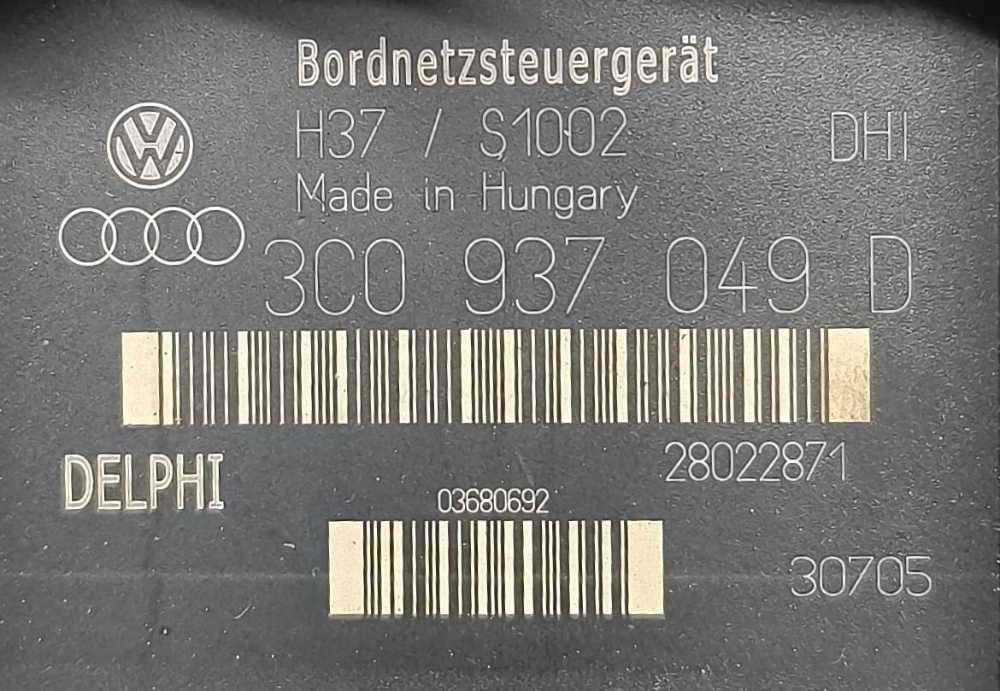 Bordnetzsteuergerät
H37 / S1002 DHI
Made in Hungary
3C0 937 049 D
DELPHI
28022871
03680692
30705